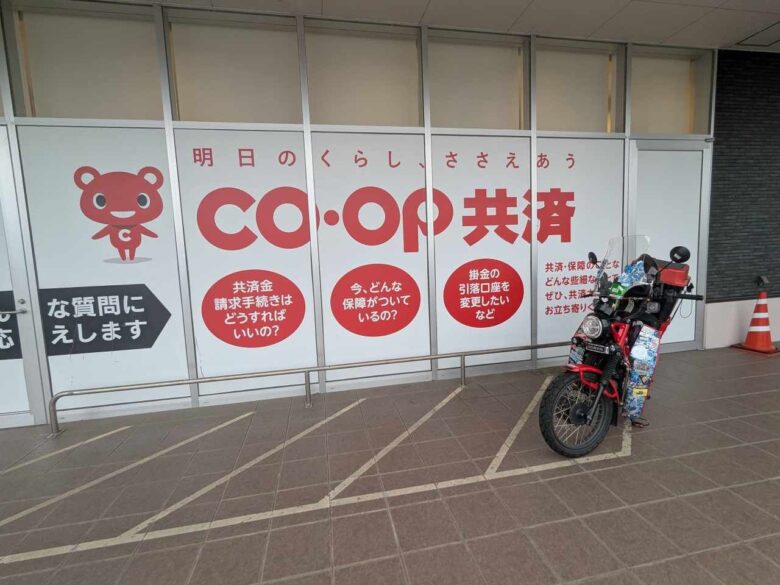 明日のくらし、ささえあう
CO·OP共済
C
共済金
請求手続きは
どうすれば
いいの?
今、どんな
保障がついて
いるの?
掛金の
引落口座を
変更したい
など
な質問に
えします
共済・保障の
どんな些細な
ぜひ、共済
お立ち寄り